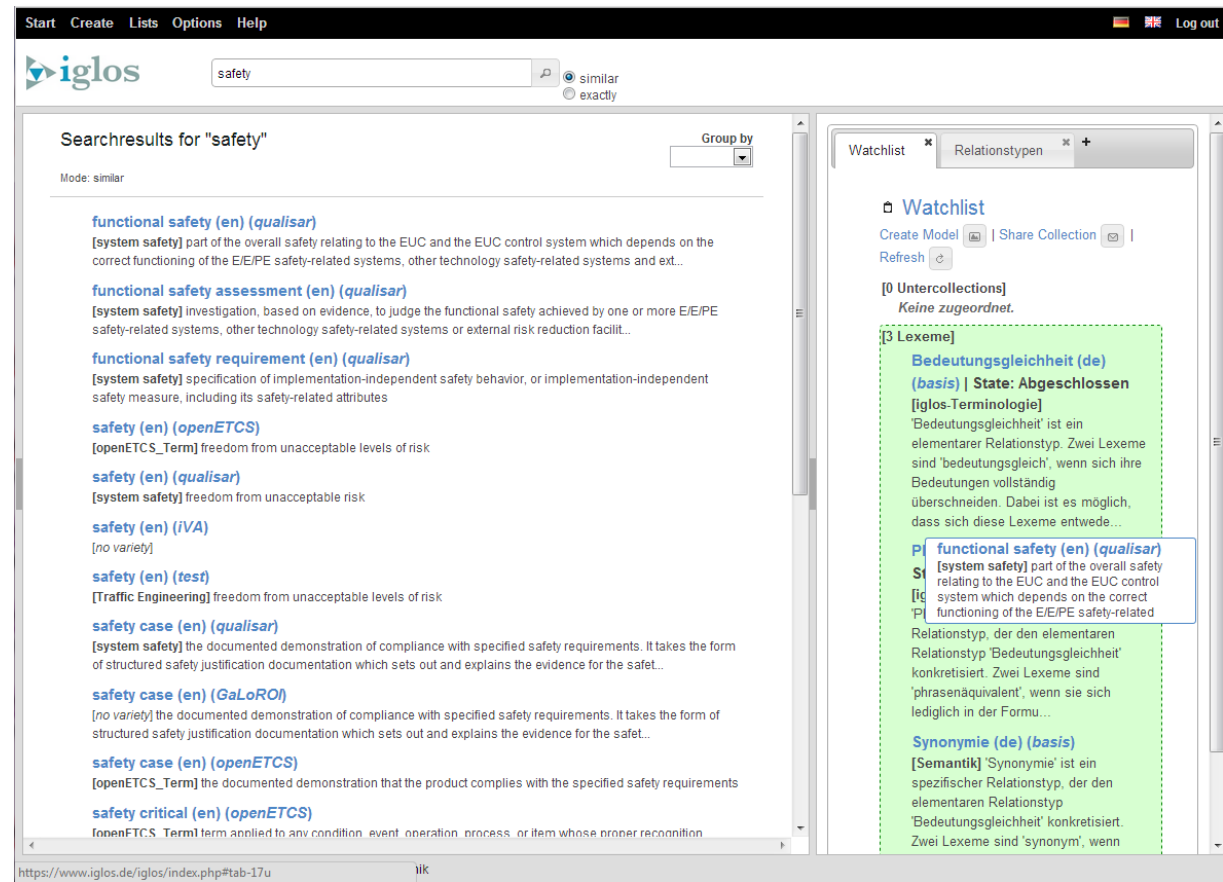 Start Create Lists Options Help Log out
iglos
safety
similar
exactly
Searchresults for "safety"
Group by
Mode: similar
functional safety (en) (qualisar)
[system safety] part of the overall safety relating to the EUC and the EUC control system which depends on the
correct functioning of the E/E/PE safety-related systems, other technology safety-related systems and ext...
functional safety assessment (en) (qualisar)
[system safety] investigation, based on evidence, to judge the functional safety achieved by one or more E/E/PE
safety-related systems, other technology safety-related systems or external risk reduction facilit...
functional safety requirement (en) (qualisar)
[system safety] specification of implementation-independent safety behavior, or implementation-independent
safety measure, including its safety-related attributes
safety (en) (openETCS)
[openETCS_Term] freedom from unacceptable levels of risk
safety (en) (qualisar)
[system safety] freedom from unacceptable risk
safety (en) (iVA)
[no variety]
safety (en) (test)
[Traffic Engineering] freedom from unacceptable levels of risk
safety case (en) (qualisar)
[system safety] the documented demonstration of compliance with specified safety requirements. It takes the form
of structured safety justification documentation which sets out and explains the evidence for the safet...
safety case (en) (GaLoROI)
[no variety] the documented demonstration of compliance with specified safety requirements. It takes the form of
structured safety justification documentation which sets out and explains the evidence for the safet...
safety case (en) (openETCS)
[openETCS_Term] the documented demonstration that the product complies with the specified safety requirements
safety critical (en) (openETCS)
[openETCS_Term] term applied to any condition, event, operation, process, or item whose proper recognition,
Watchlist Relationstypen +
Watchlist
Create Model | Share Collection |
Refresh
[0 Untercollections]
Keine zugeordnet.
[3 Lexeme]
Bedeutungsgleichheit (de)
(basis) | State: Abgeschlossen
[iglos-Terminologie]
'Bedeutungsgleichheit' ist ein
elementarer Relationstyp. Zwei Lexeme
sind 'bedeutungsgleich', wenn sich ihre
Bedeutungen vollständig
überschneiden. Dabei ist es möglich,
dass sich diese Lexeme entwede...
functional safety (en) (qualisar)
[system safety] part of the overall safety
relating to the EUC and the EUC control
system which depends on the correct
functioning of the E/E/PE safety-related
Relationstyp, der den elementaren
Relationstyp 'Bedeutungsgleichheit'
konkretisiert. Zwei Lexeme sind
'phrasenäquivalent', wenn sie sich
lediglich in der Formu...
Synonymie (de) (basis)
[Semantik] 'Synonymie' ist ein
spezifischer Relationstyp, der den
elementaren Relationstyp
'Bedeutungsgleichheit' konkretisiert.
Zwei Lexeme sind 'synonym', wenn
https://www.iglos.de/iglos/index.php#tab-17u